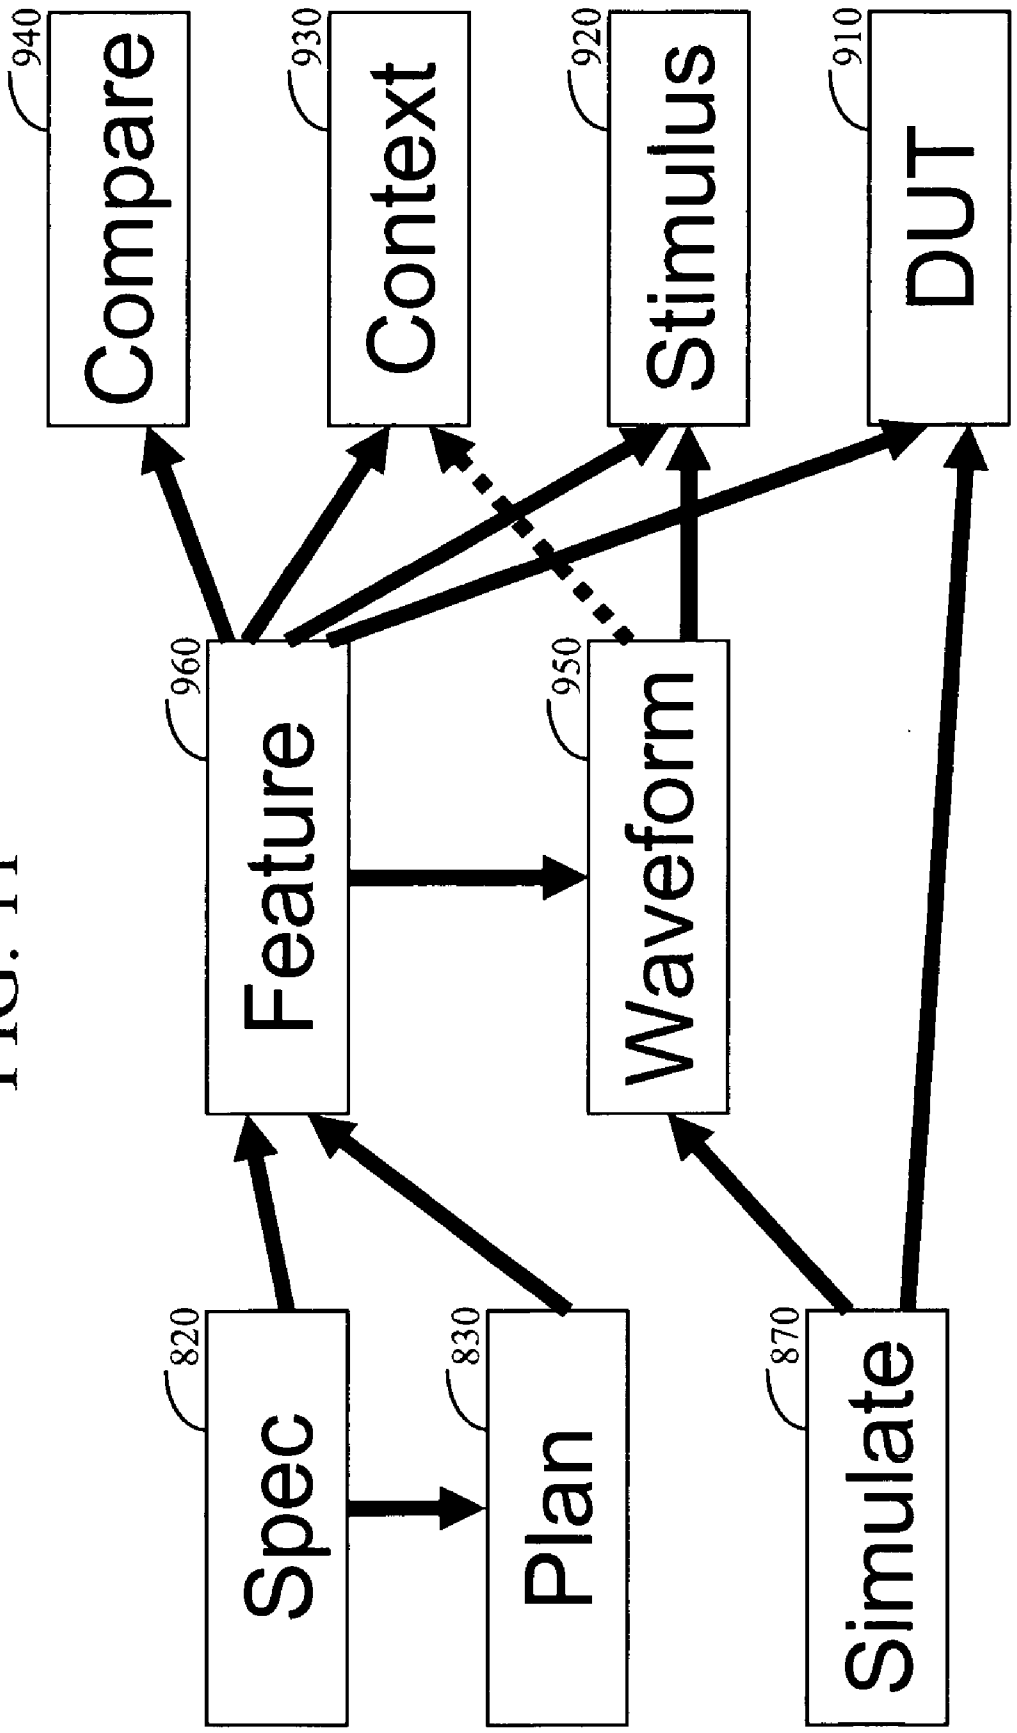 FIG. 11
820
Spec
830
Plan
870
Simulate
960
Feature
950
Waveform
940
Compare
930
Context
920
Stimulus
910
DUT